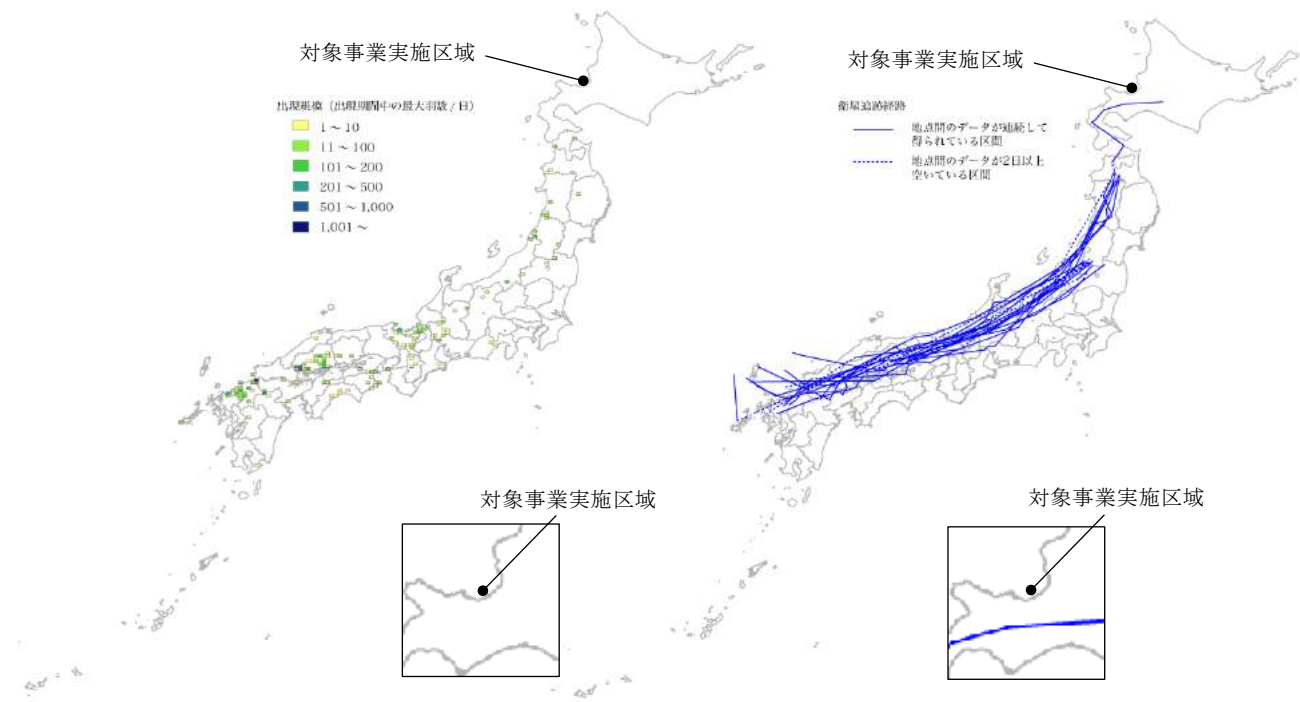 対象事業実施区域
出現規模（出現期間中の最大羽数 / 日）
1 ～ 10
11 ～ 100
101 ～ 200
201 ～ 500
501 ～ 1,000
1,001 ～
対象事業実施区域
対象事業実施区域
衛星追跡経路
地点間のデータが連続して
得られている区間
地点間のデータが2日以上
空いている区間
対象事業実施区域